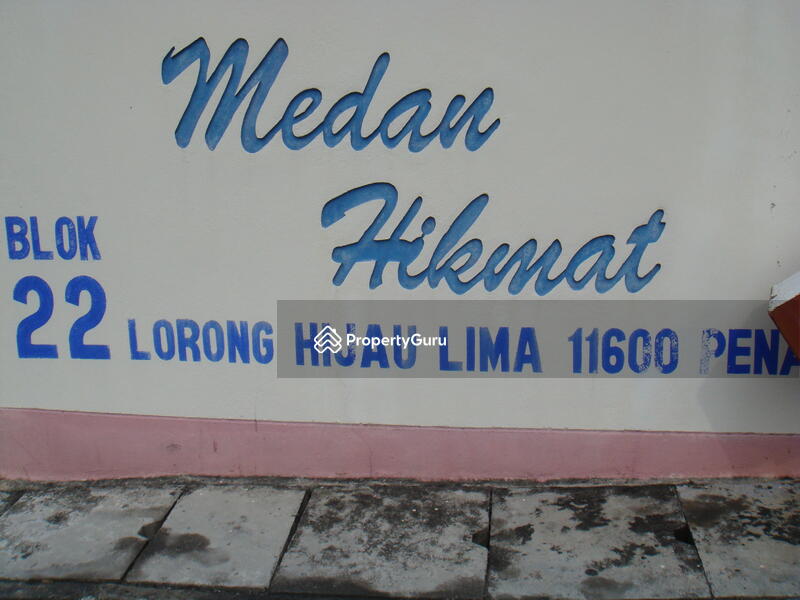 Medan
Hikmat
BLOK
22 LORONG HIJAU LIMA 11600 PENA
PropertyGuru